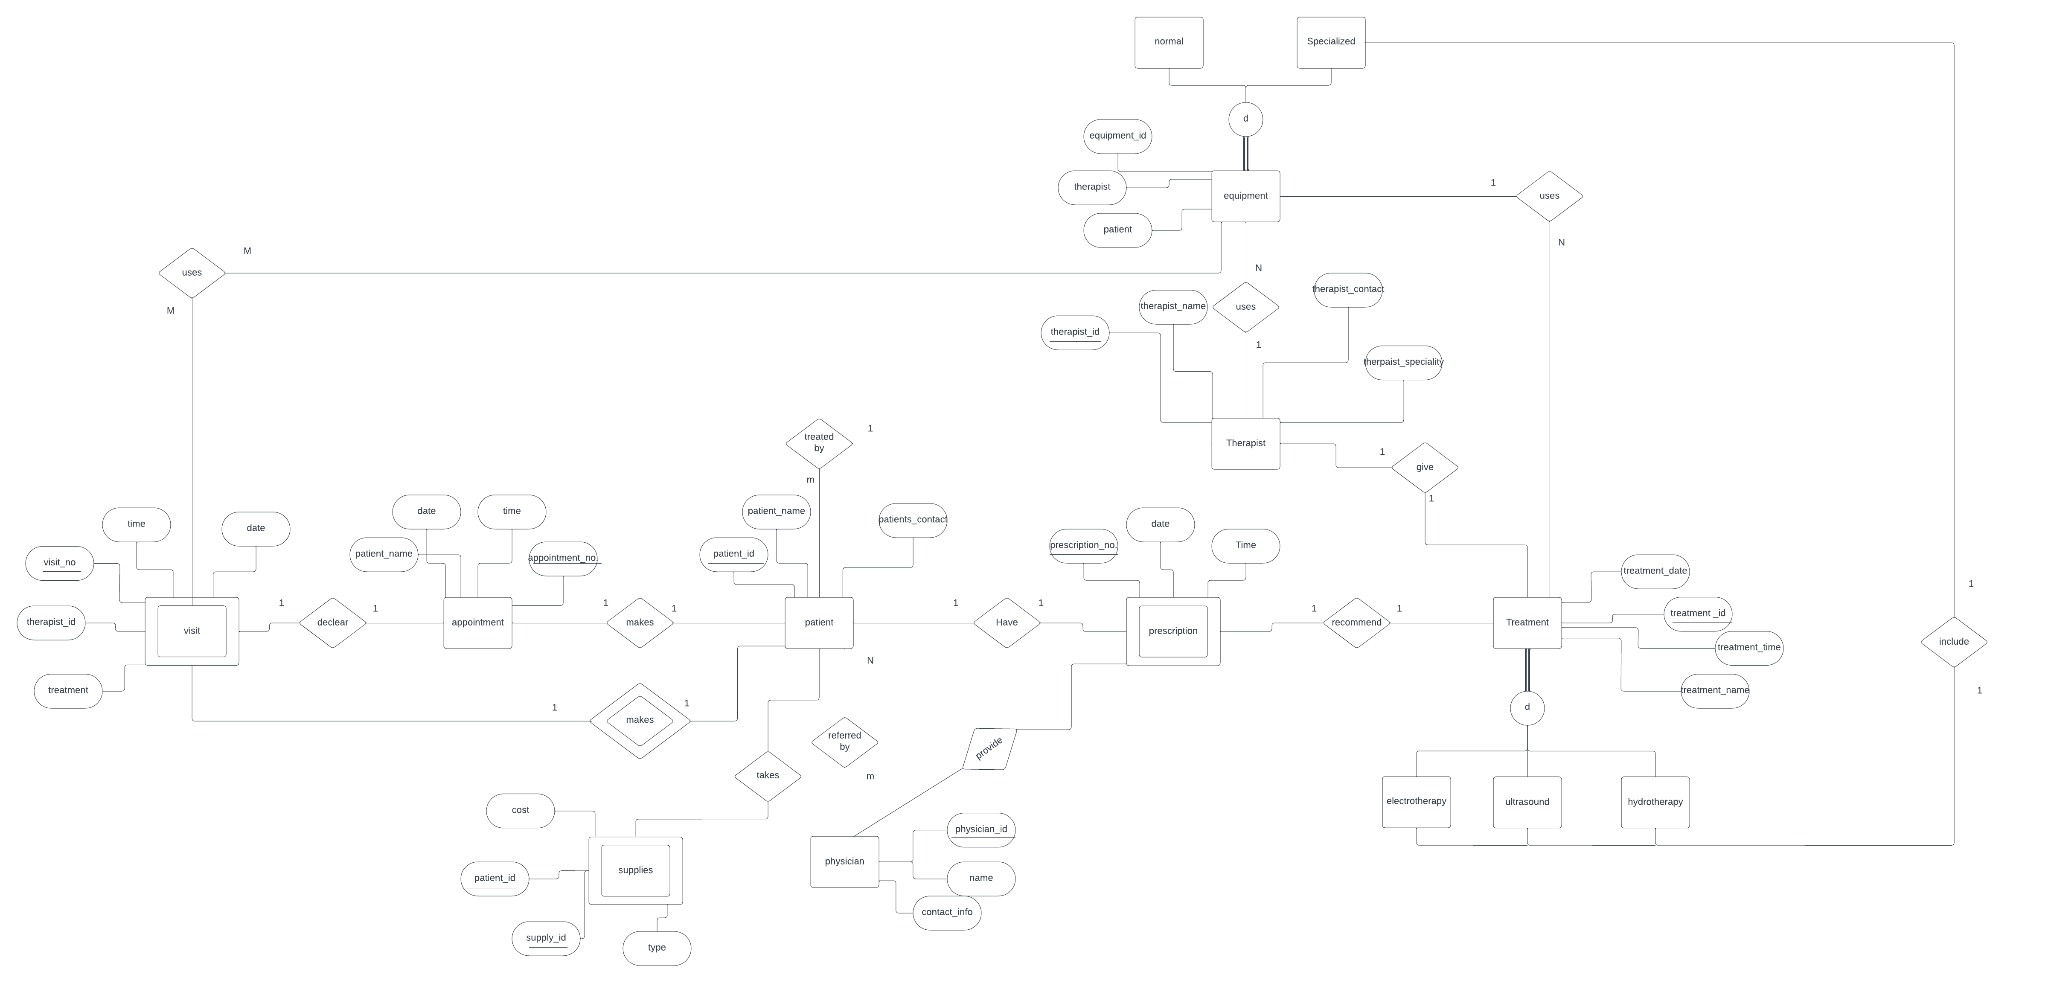 normal
Specialized
d
equipment_id
therapist
equipment
1
uses
patient
N
M
uses
M
N
therapist_contact
therapist_name
uses
therapist_id
1
therpaist_speciality
treated
by
1
m
Therapist
1
give
1
time
date
visit_no
therapist_id
visit
treatment
1
declear
1
date
time
patient_name
appointment_no.
appointment
1
makes
1
patient_name
patients_contact
patient_id
patient
1
Have
1
date
prescription_no.
Time
prescription
1
recommend
1
Treatment
treatment_date
treatment _id
treatment_time
treatment_name
1
include
1
1
makes
1
N
referred
by
m
takes
provide
d
electrotherapy
ultrasound
hydrotherapy
cost
patient_id
supplies
supply_id
type
physician
physician_id
name
contact_info